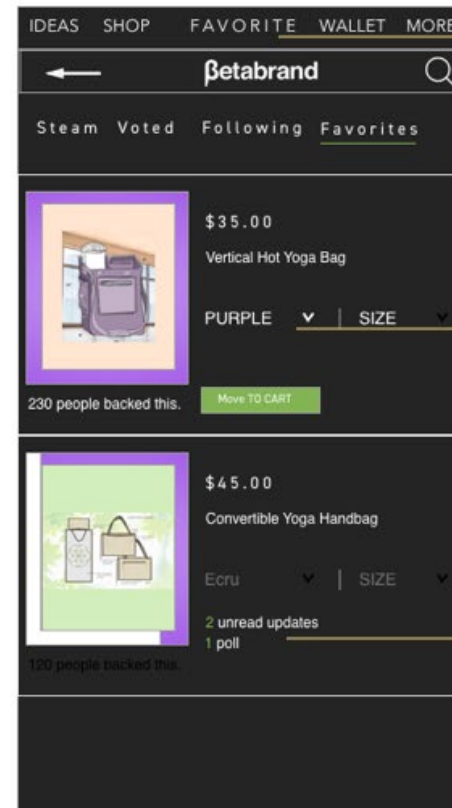 IDEAS SHOP FAVORITE WALLET MORE
βetabrand
Steam Voted Following Favorites
$35.00
Vertical Hot Yoga Bag
PURPLE | SIZE
230 people backed this.
Move TO CART
$45.00
Convertible Yoga Handbag
Ecru | SIZE
2 unread updates
1 poll
120 people backed this.